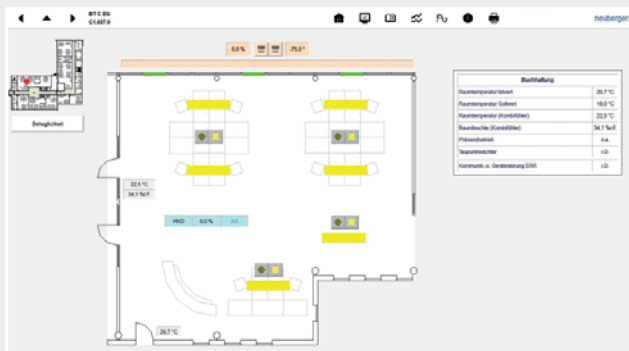 BT C EG
C1.037.0
neuberger
0,0 %
-75,0 °
Behaglichkeit
Buchhaltung
Raumtemperatur Istwert 20,7 °C
Raumtemperatur Sollwert 19,0 °C
Raumtemperatur (Kombifühler) 22,5 °C
Raumfeuchte (Kombifühler) 34,1 %r.F.
Präsenzbetrieb n.a.
Taupunktwächter i.O.
Kommunik.-o. Gerätestörung ERR i.O.
22,5 °C
34,1 %r.F.
HKD 0,0 %
20,7 °C